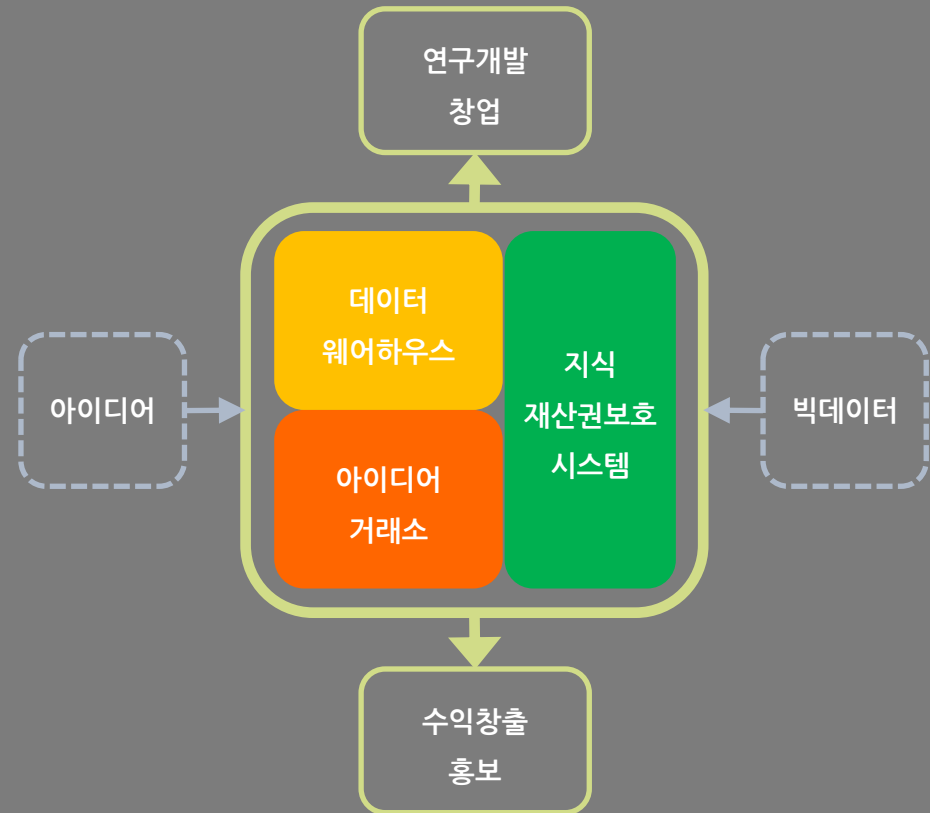 연구개발
창업
데이터
웨어하우스
지식
재산권보호
시스템
아이디어
빅데이터
아이디어
거래소
수익창출
홍보